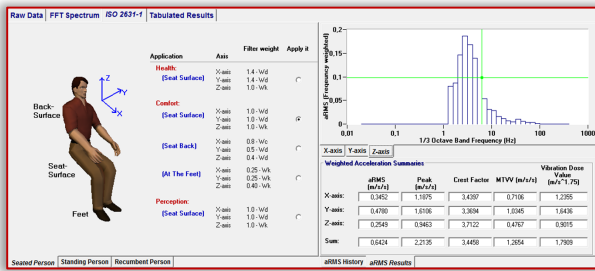 Raw Data FFT Spectrum ISO 2631-1 Tabulated Results
Application Axis Filter weight Apply it
Health:
(Seat Surface) X-axis 1.4 - Wd
Y-axis 1.4 - Wd
Z-axis 1.0 - Wk
Comfort:
(Seat Surface) X-axis 1.0 - Wd
Y-axis 1.0 - Wd
Z-axis 1.0 - Wk
(Seat Back) X-axis 0.8 - Wc
Y-axis 0.5 - Wd
Z-axis 0.4 - Wd
(At The Feet) X-axis 0.25 - Wk
Y-axis 0.25 - Wk
Z-axis 0.40 - Wk
Perception:
(Seat Surface) X-axis 1.0 - Wd
Y-axis 1.0 - Wd
Z-axis 1.0 - Wk
Z
Y
X
Back-
Surface
Seat-
Surface
Feet
Seated Person Standing Person Recumbent Person
aRMS (Frequency weighted)
0,2
0,15
0,1
0,05
0
0,01 0,1 1 10 100 400
1/3 Octave Band Frequency (Hz)
X-axis Y-axis Z-axis
Weighted Acceleration Summaries
aRMS (m/s/s) Peak (m/s/s) Crest Factor MTVV (m/s/s) Vibration Dose Value (m/s^1.75)
X-axis: 0,3452 1,1875 3,4397 0,7106 1,2355
Y-axis: 0,4780 1,6106 3,3694 1,0345 1,6436
Z-axis: 0,2549 0,9463 3,7122 0,4767 0,9015
Sum: 0,6424 2,2135 3,4458 1,2654 1,7909
aRMS History aRMS Results